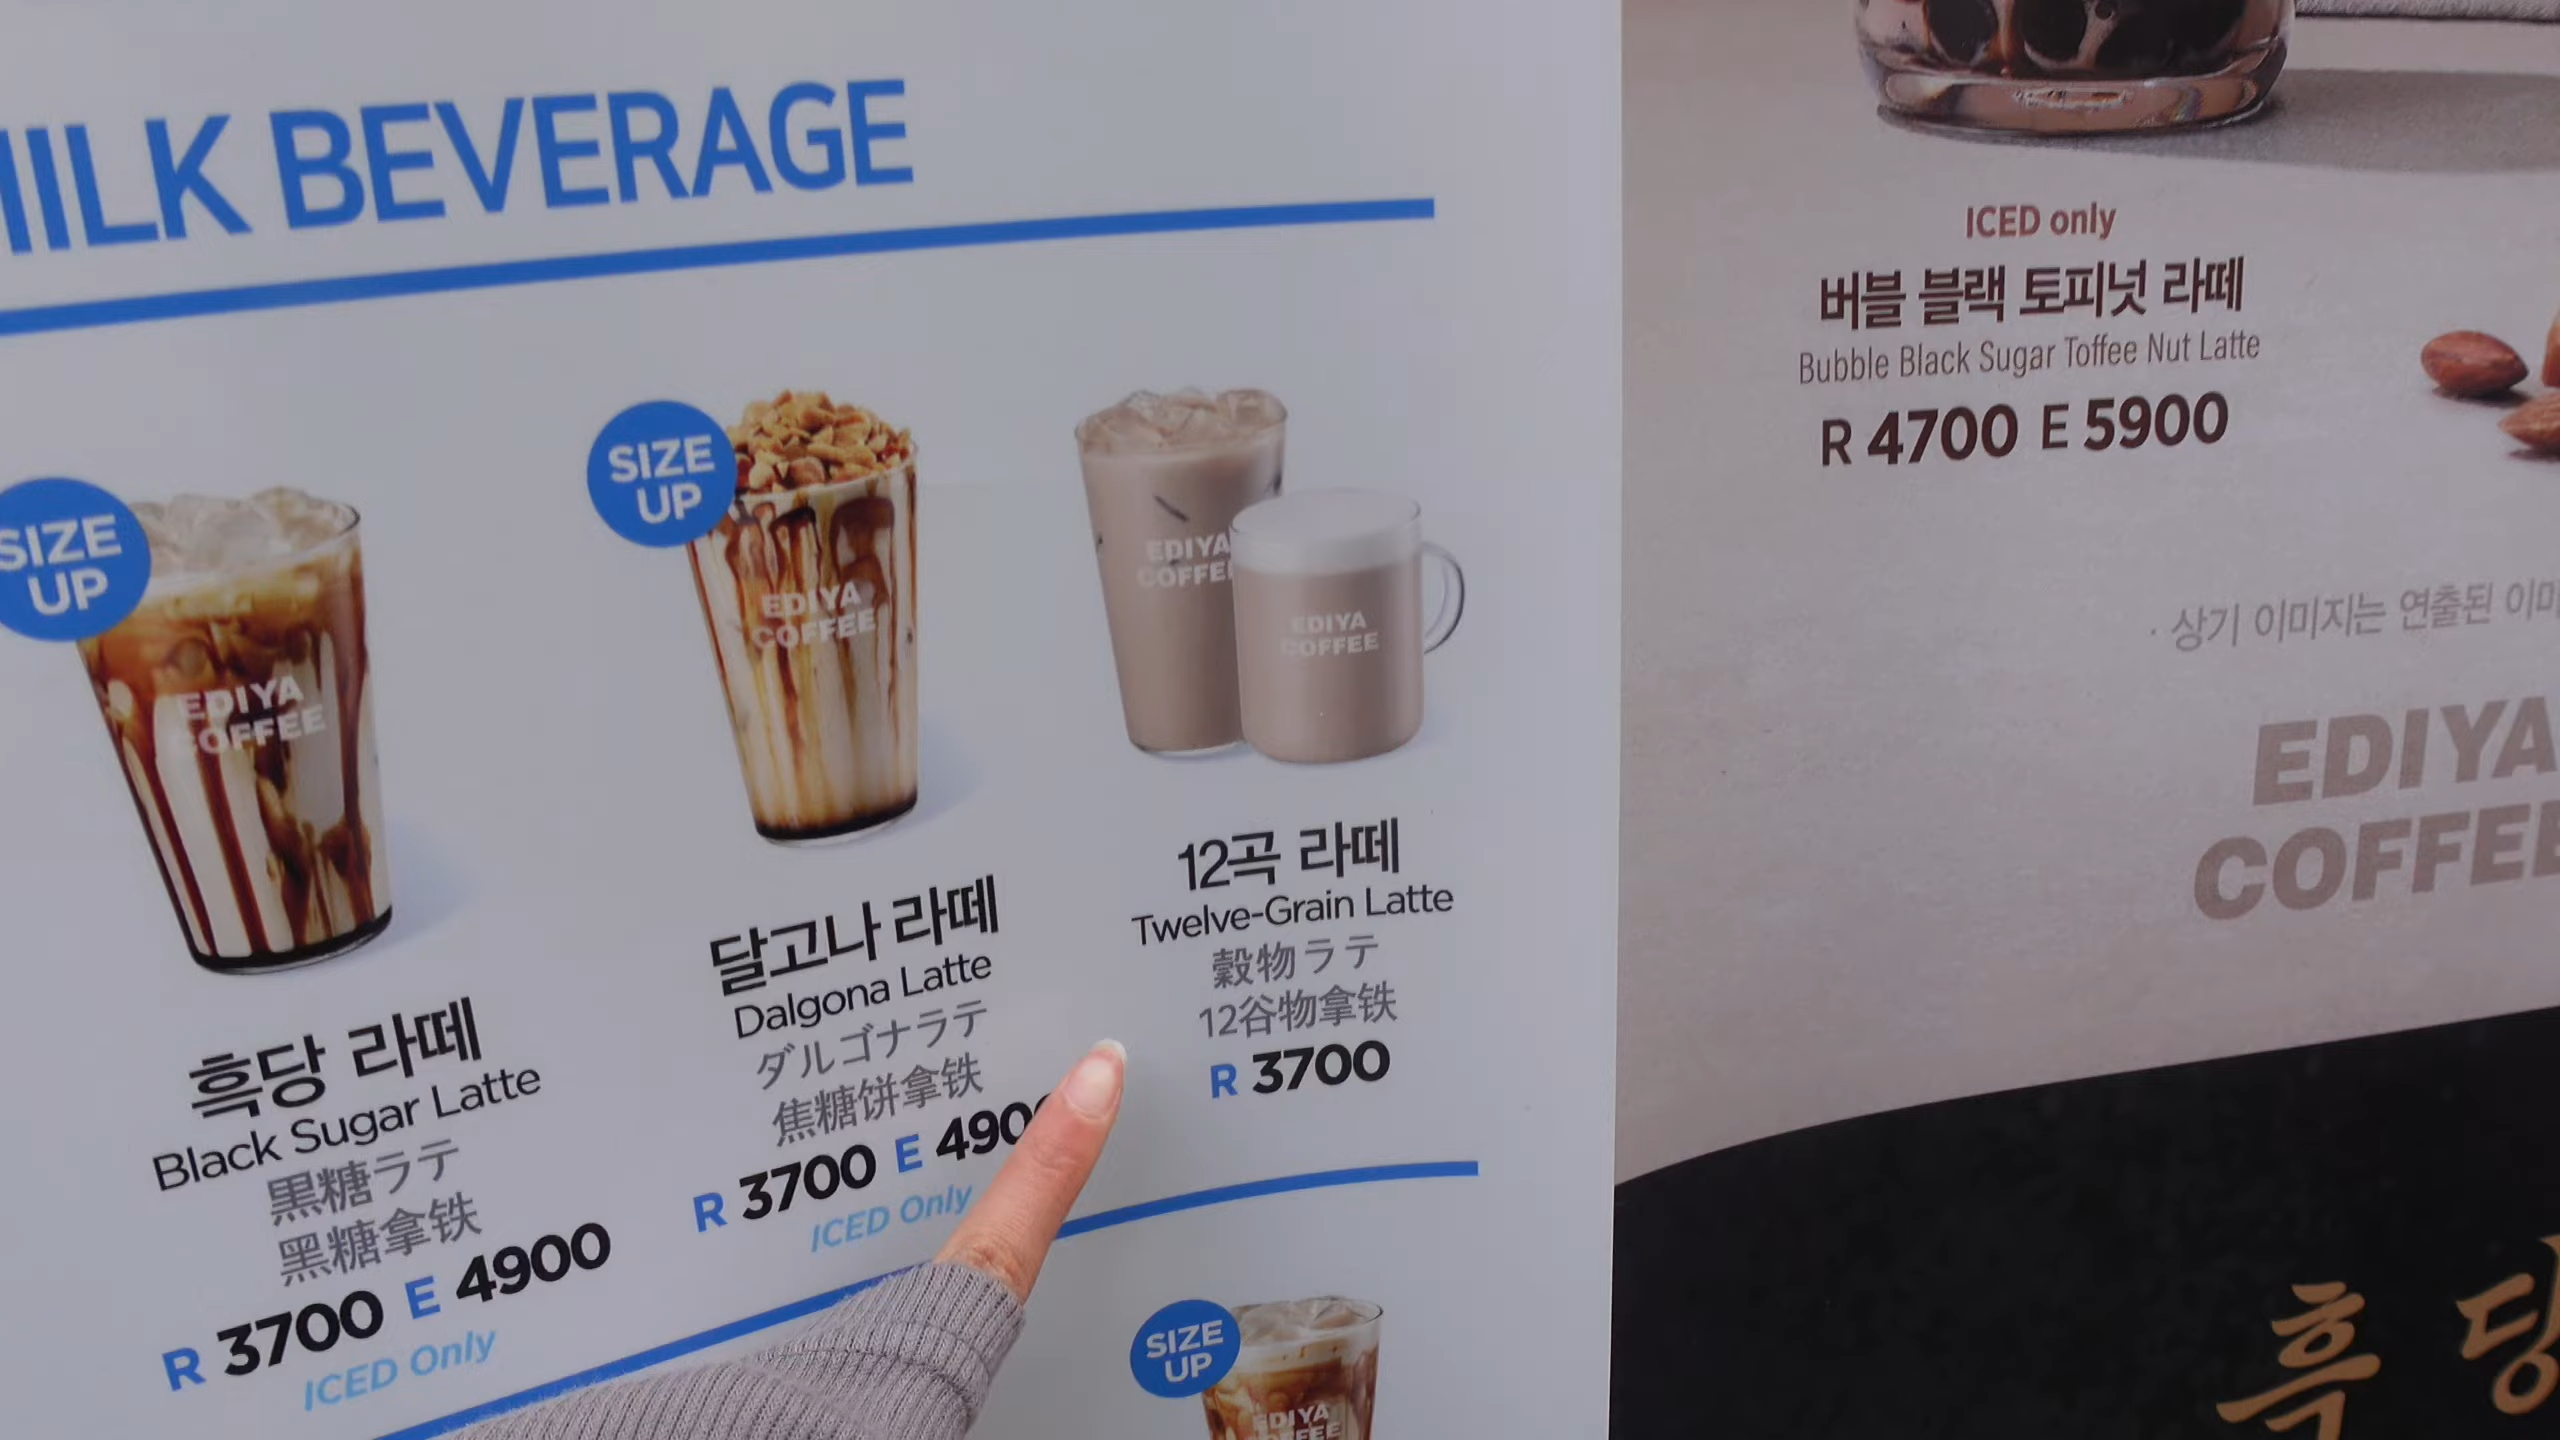 MILK BEVERAGE
SIZE
UP
EDIYA
COFFEE
흑당 라떼
Black Sugar Latte
黒糖ラテ
黑糖拿铁
R 3700 E 4900
ICED Only
SIZE
UP
EDIYA
COFFEE
달고나 라떼
Dalgona Latte
ダルゴナラテ
焦糖饼拿铁
R 3700 E 490
ICED Only
EDIYA
COFFE
EDIYA
COFFEE
12곡 라떼
Twelve-Grain Latte
穀物ラテ
12谷物拿铁
R 3700
SIZE
UP
EDIYA
COFFEE
ICED only
버블 블랙 토피넛 라떼
Bubble Black Sugar Toffee Nut Latte
R 4700 E 5900
· 상기 이미지는 연출된 이미
EDIYA
COFFEE
흑당